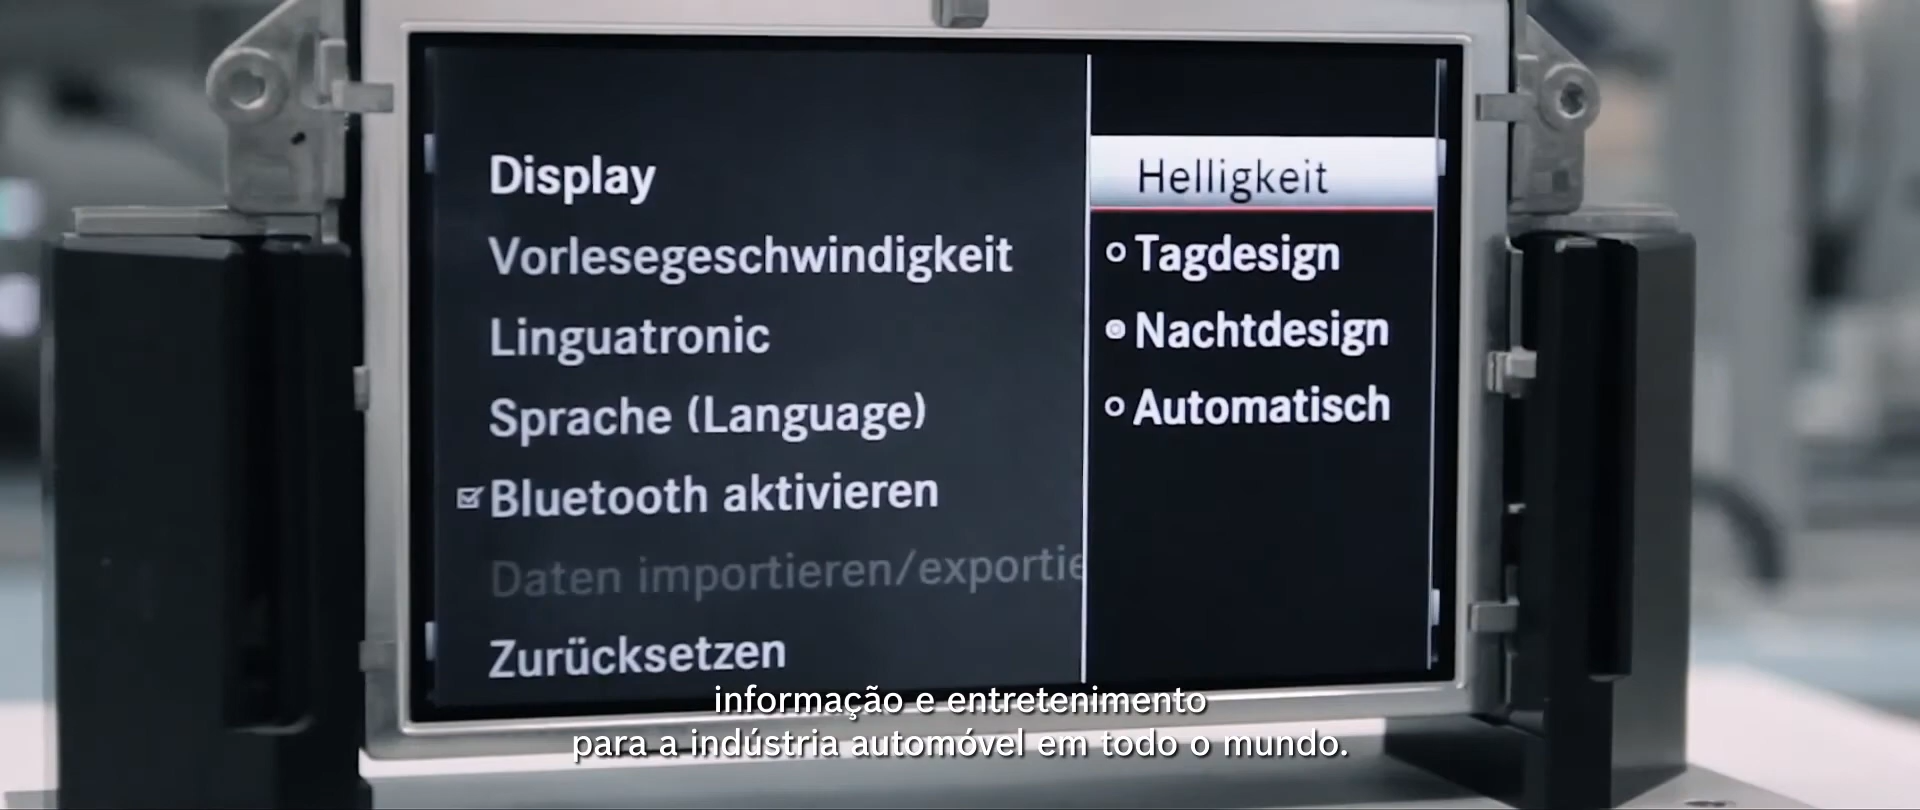 Display
Vorlesegeschwindigkeit
Linguatronic
Sprache (Language)
Bluetooth aktivieren
Daten importieren/exportie
Zurücksetzen
Helligkeit
Tagdesign
Nachtdesign
Automatisch
informação e entretenimento
para a indústria automóvel em todo o mundo.